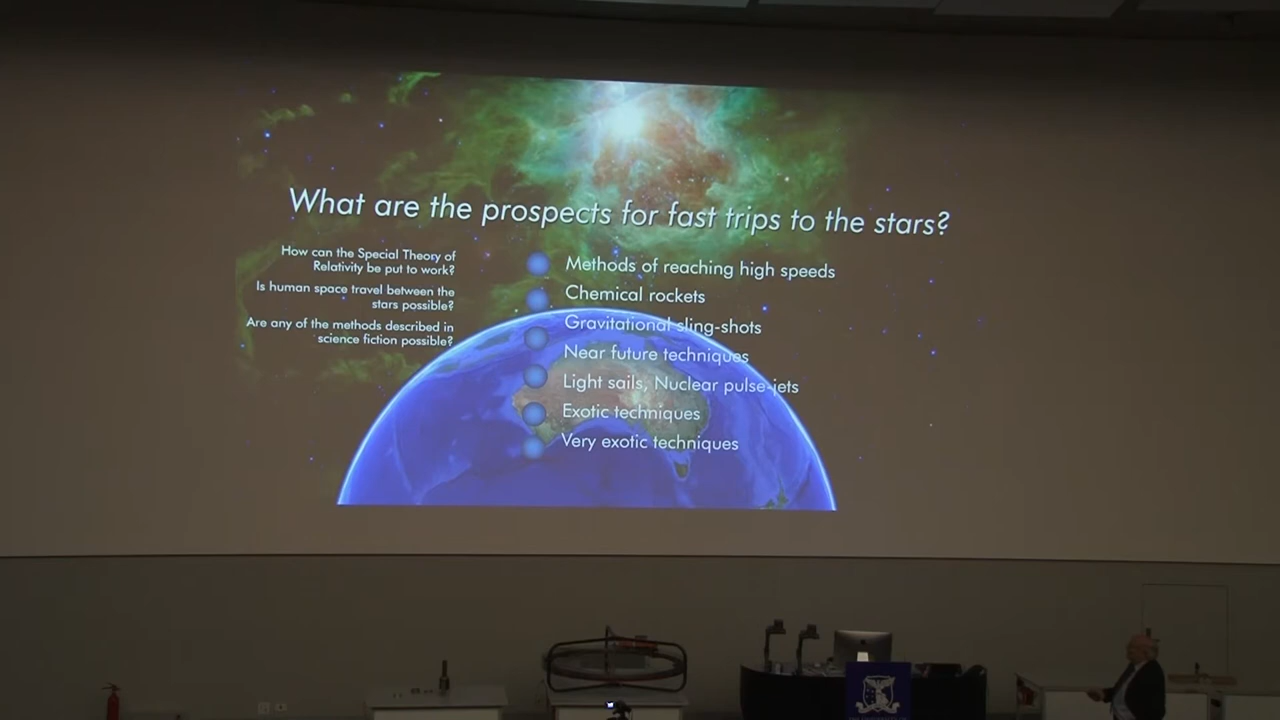 What are the prospects for fast trips to the stars?
How can the Special Theory of
Relativity be put to work?
Is human space travel between the
stars possible?
Are any of the methods described in
science fiction possible?
Methods of reaching high speeds
Chemical rockets
Gravitational sling-shots
Near future techniques
Light sails, Nuclear pulse-jets
Exotic techniques
Very exotic techniques